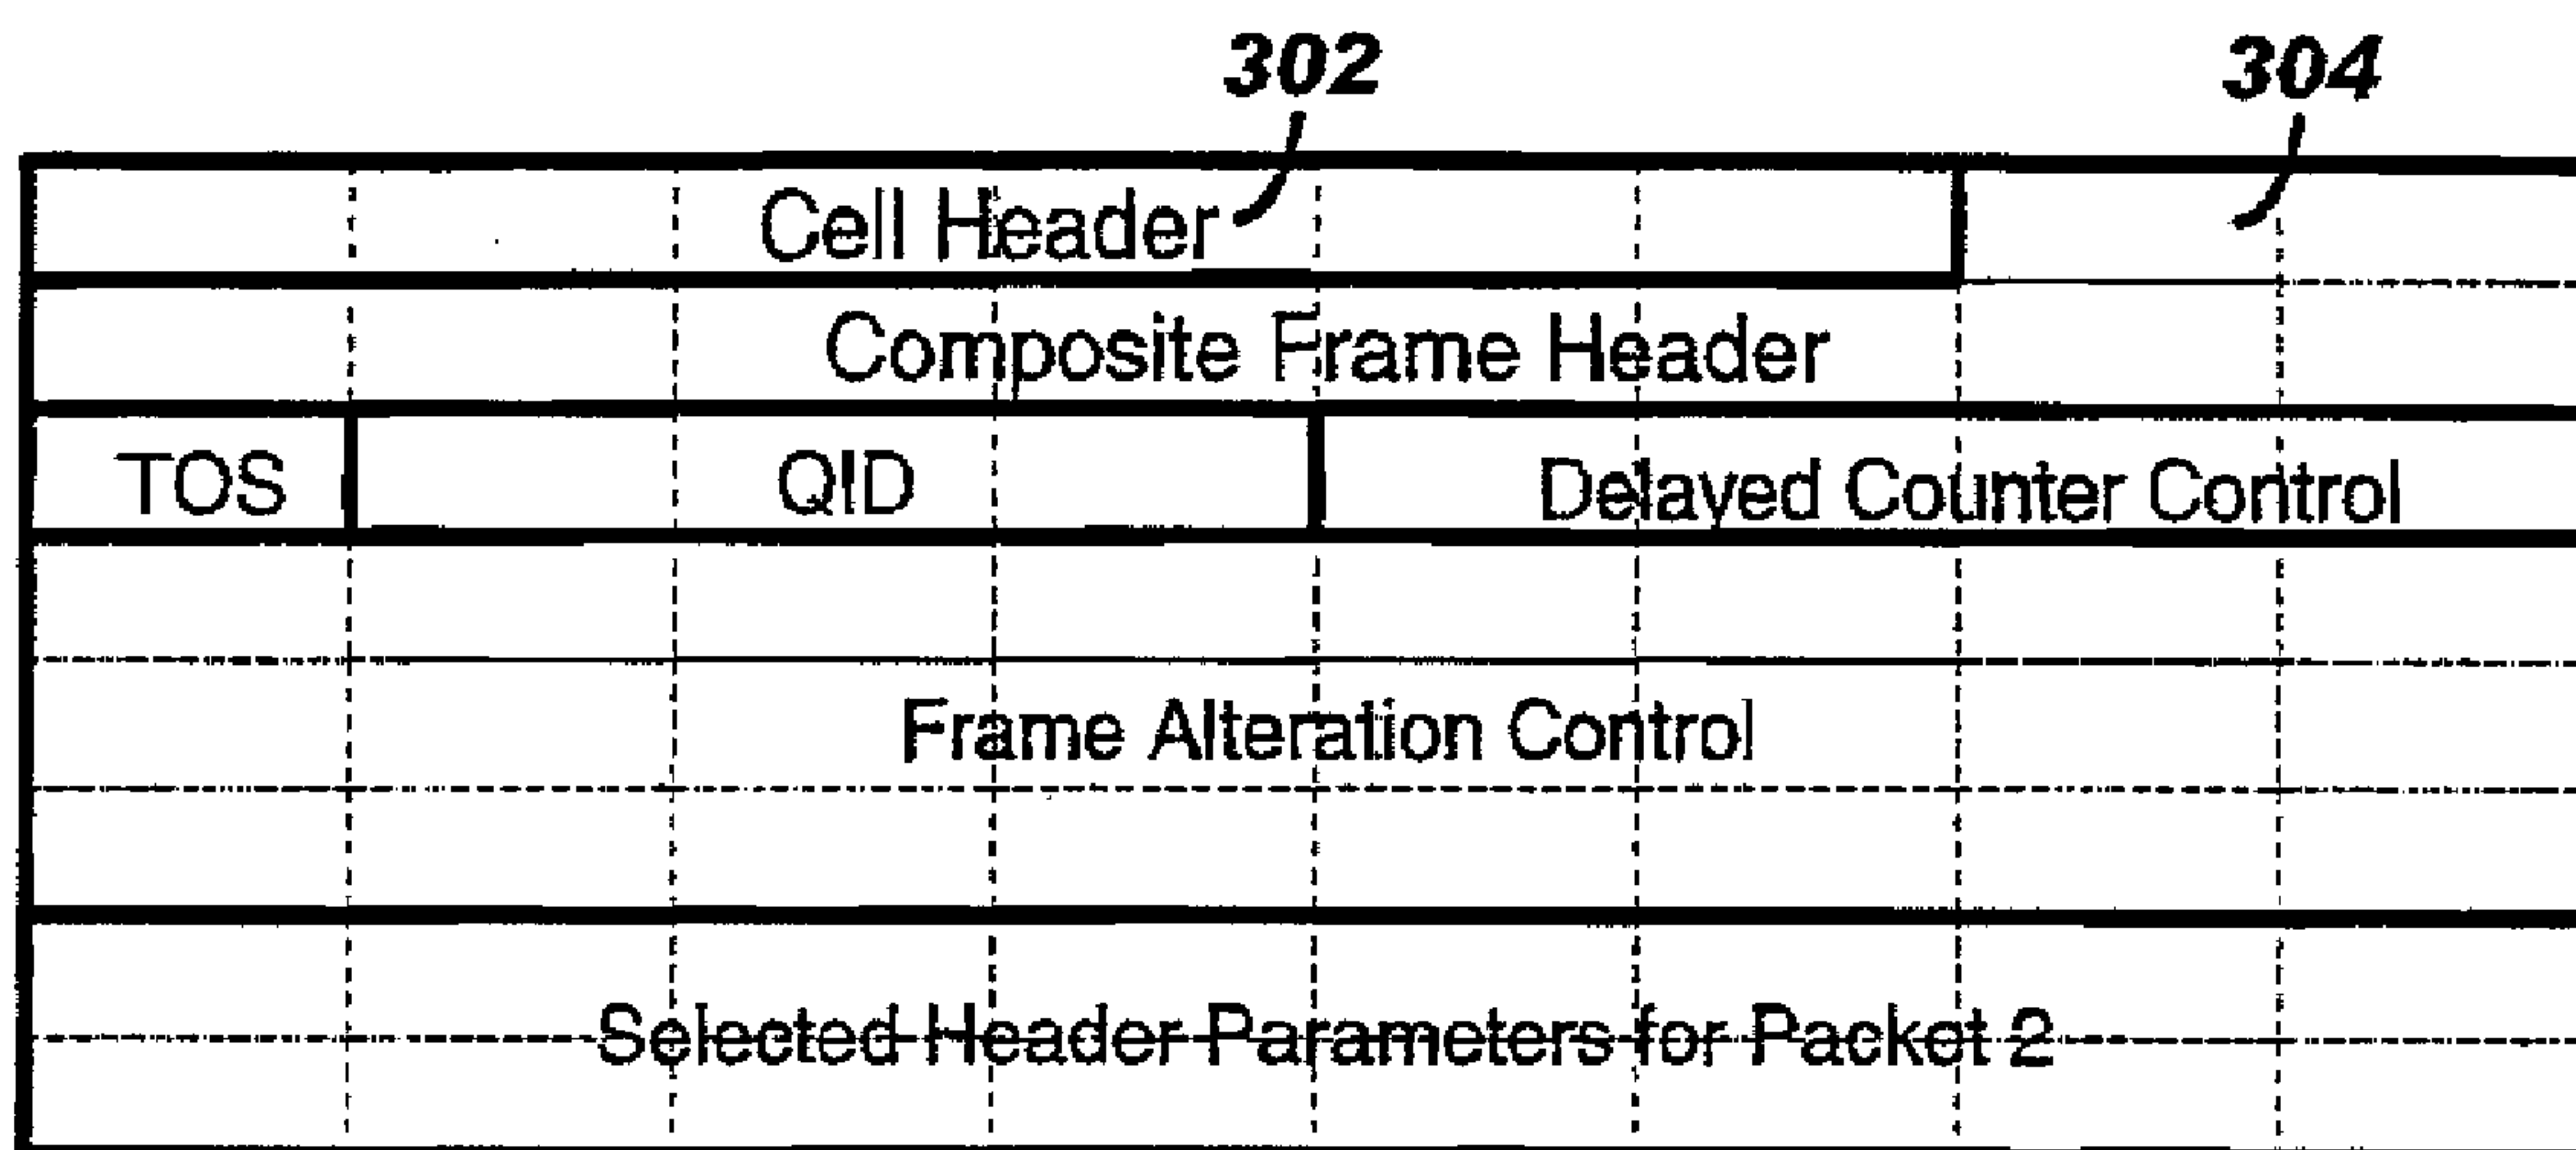 302 304
Cell Header
Composite Frame Header
TOS QID Delayed Counter Control
Frame Alteration Control
Selected Header Parameters for Packet 2